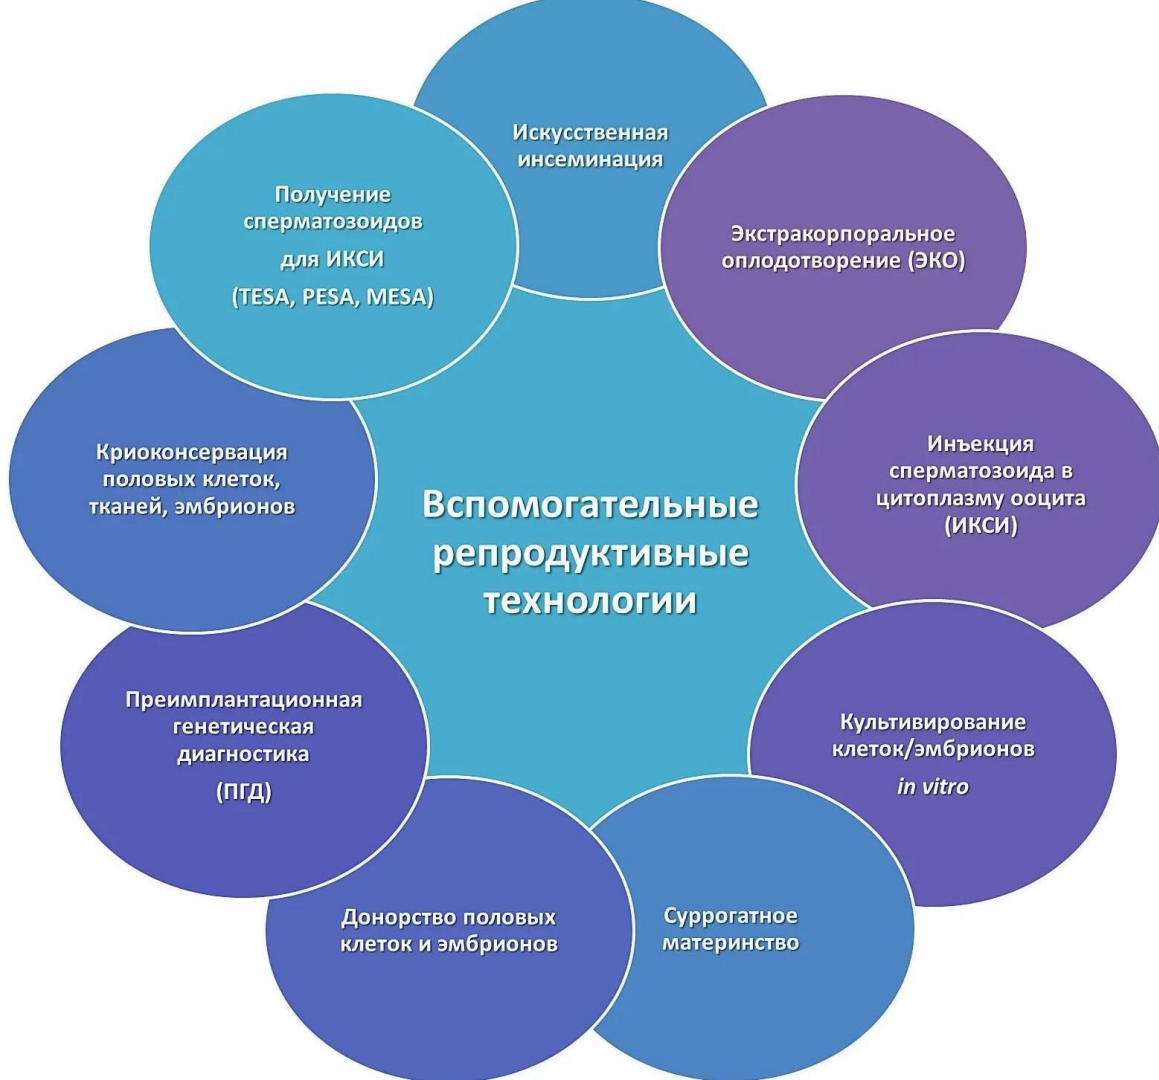 Искусственная
инсеминация
Экстракорпоральное
оплодотворение (ЭКО)
Инъекция
сперматозоида в
цитоплазму ооцита
(ИКСИ)
Культивирование
клеток/эмбрионов
in vitro
Суррогатное
материнство
Донорство половых
клеток и эмбрионов
Преимплантационная
генетическая
диагностика
(ПГД)
Криоконсервация
половых клеток,
тканей, эмбрионов
Получение
сперматозоидов
для ИКСИ
(TESA, PESA, MESA)
Вспомогательные
репродуктивные
технологии